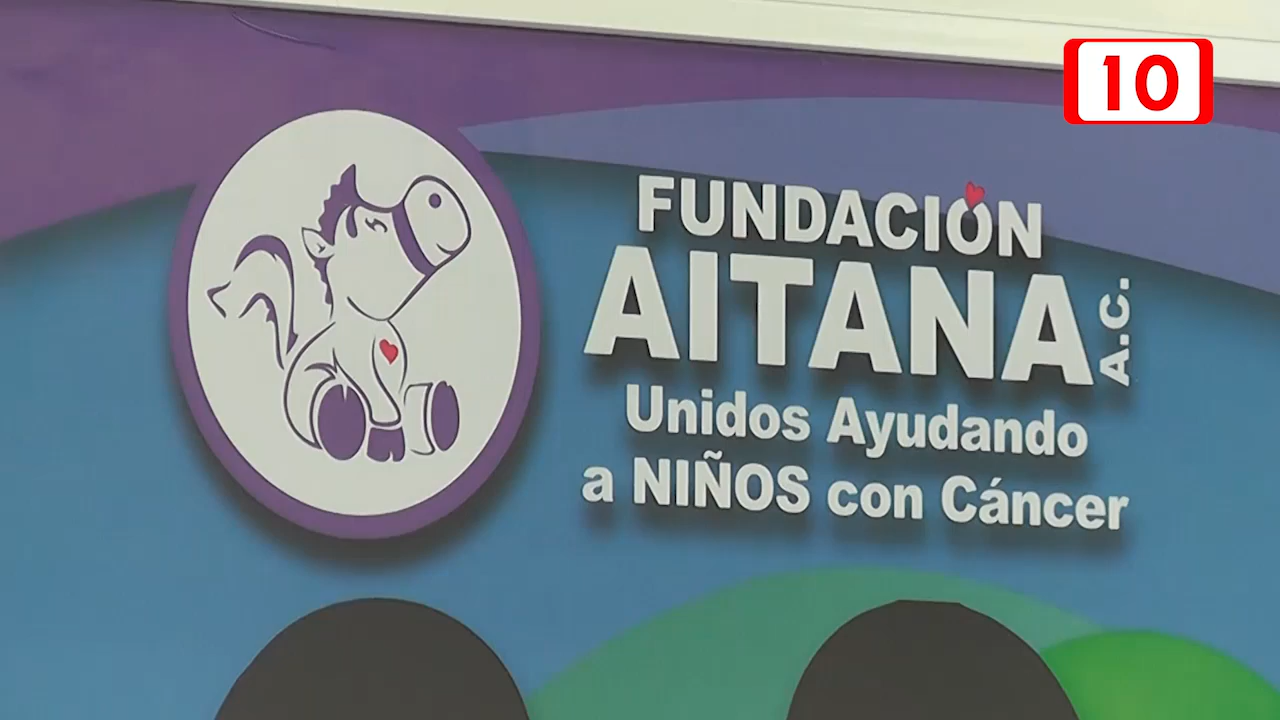 10
FUNDACIÓN
AITANA A.C.
Unidos Ayudando
a NIÑOS con Cáncer